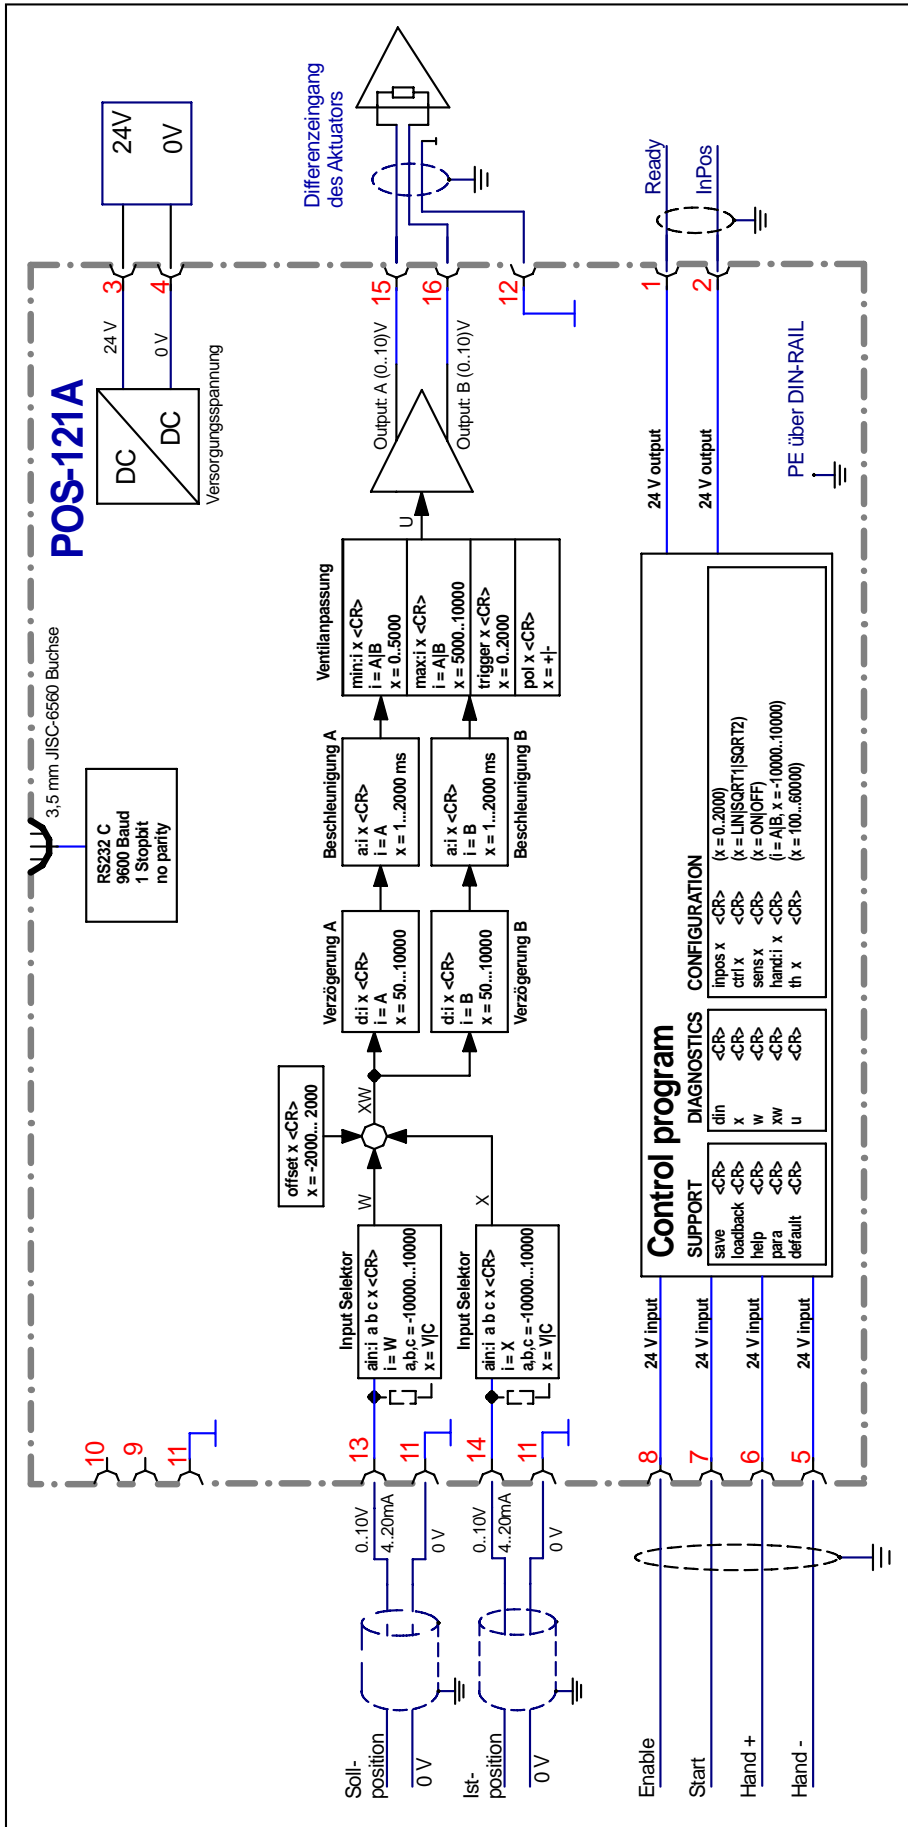 POS-121A
24V
0V
3
4
24 V
0 V
DC
DC
Versorgungsspannung
3,5 mm JISC-6560 Buchse
RS232 C
9600 Baud
1 Stopbit
no parity
10
9
11
Soll-
position
0 V
0..10V
4..20mA
0 V
13
11
Input Selektor
ain:i a b c x <CR>
i = W
a,b,c = -10000...10000
x = V|C
W
Ist-
position
0 V
0..10V
4..20mA
0 V
14
11
Input Selektor
ain:i a b c x <CR>
i = X
a,b,c = -10000...10000
x = V|C
X
offset x <CR>
x = -2000... 2000
XW
Verzögerung A
d:i x <CR>
i = A
x = 50...10000
d:i x <CR>
i = B
x = 50...10000
Verzögerung B
Beschleunigung A
a:i x <CR>
i = A
x = 1...2000 ms
a:i x <CR>
i = B
x = 1...2000 ms
Beschleunigung B
Ventilanpassung
min:i x <CR>
i = A|B
x = 0..5000
max:i x <CR>
i = A|B
x = 5000..10000
trigger x <CR>
x = 0..2000
pol x <CR>
x = +|-
U
Output: A (0..10)V
Output: B (0..10)V
15
16
12
Differenzeingang
des Aktuators
Enable
Start
Hand +
Hand -
8
7
6
5
24 V input
24 V input
24 V input
24 V input
Control program
SUPPORT
save <CR>
loadback <CR>
help <CR>
para <CR>
default <CR>
DIAGNOSTICS
din <CR>
x <CR>
w <CR>
xw <CR>
u <CR>
CONFIGURATION
inpos x <CR> (x = 0..2000)
ctrl x <CR> (x = LIN|SQRT1|SQRT2)
sens x <CR> (x = ON|OFF)
hand:i x <CR> (i = A|B, x = -10000..10000)
th x <CR> (x = 100...60000)
24 V output
24 V output
1
2
Ready
InPos
PE über DIN-RAIL